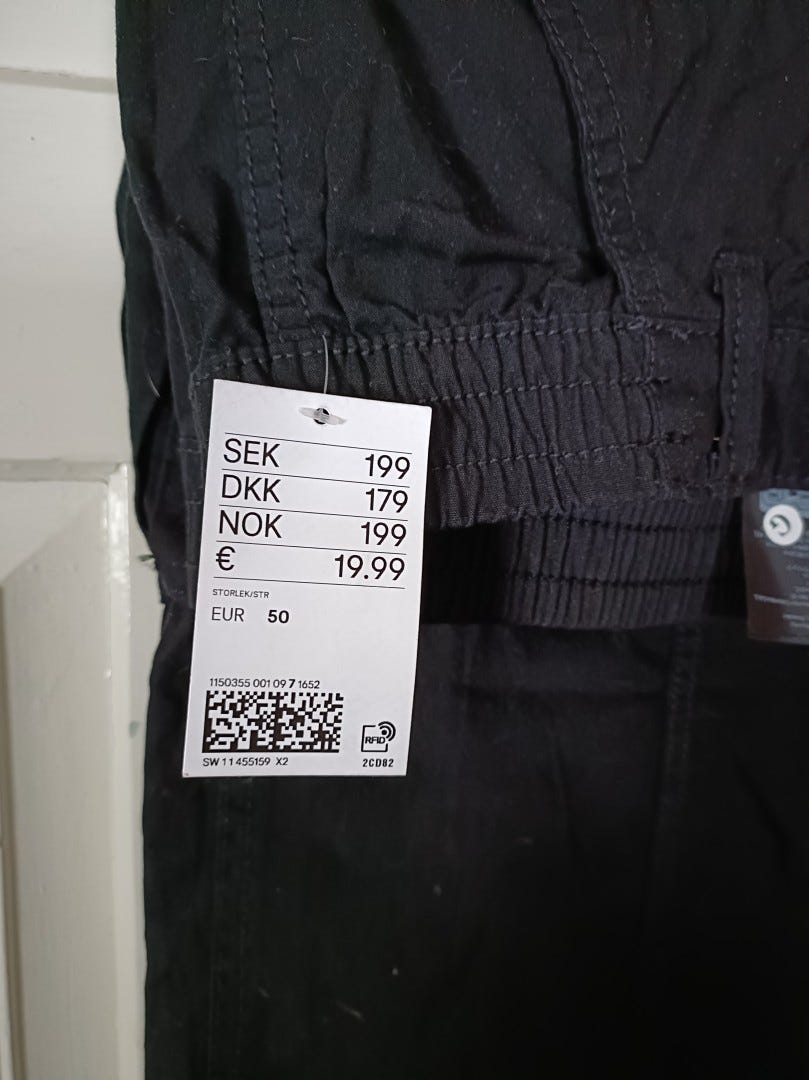 SEK 199
DKK 179
NOK 199
€ 19.99
STORLEK/STR
EUR 50
1150355 001 09 7 1652
RFID
SW 11 455159 X2
2CD82